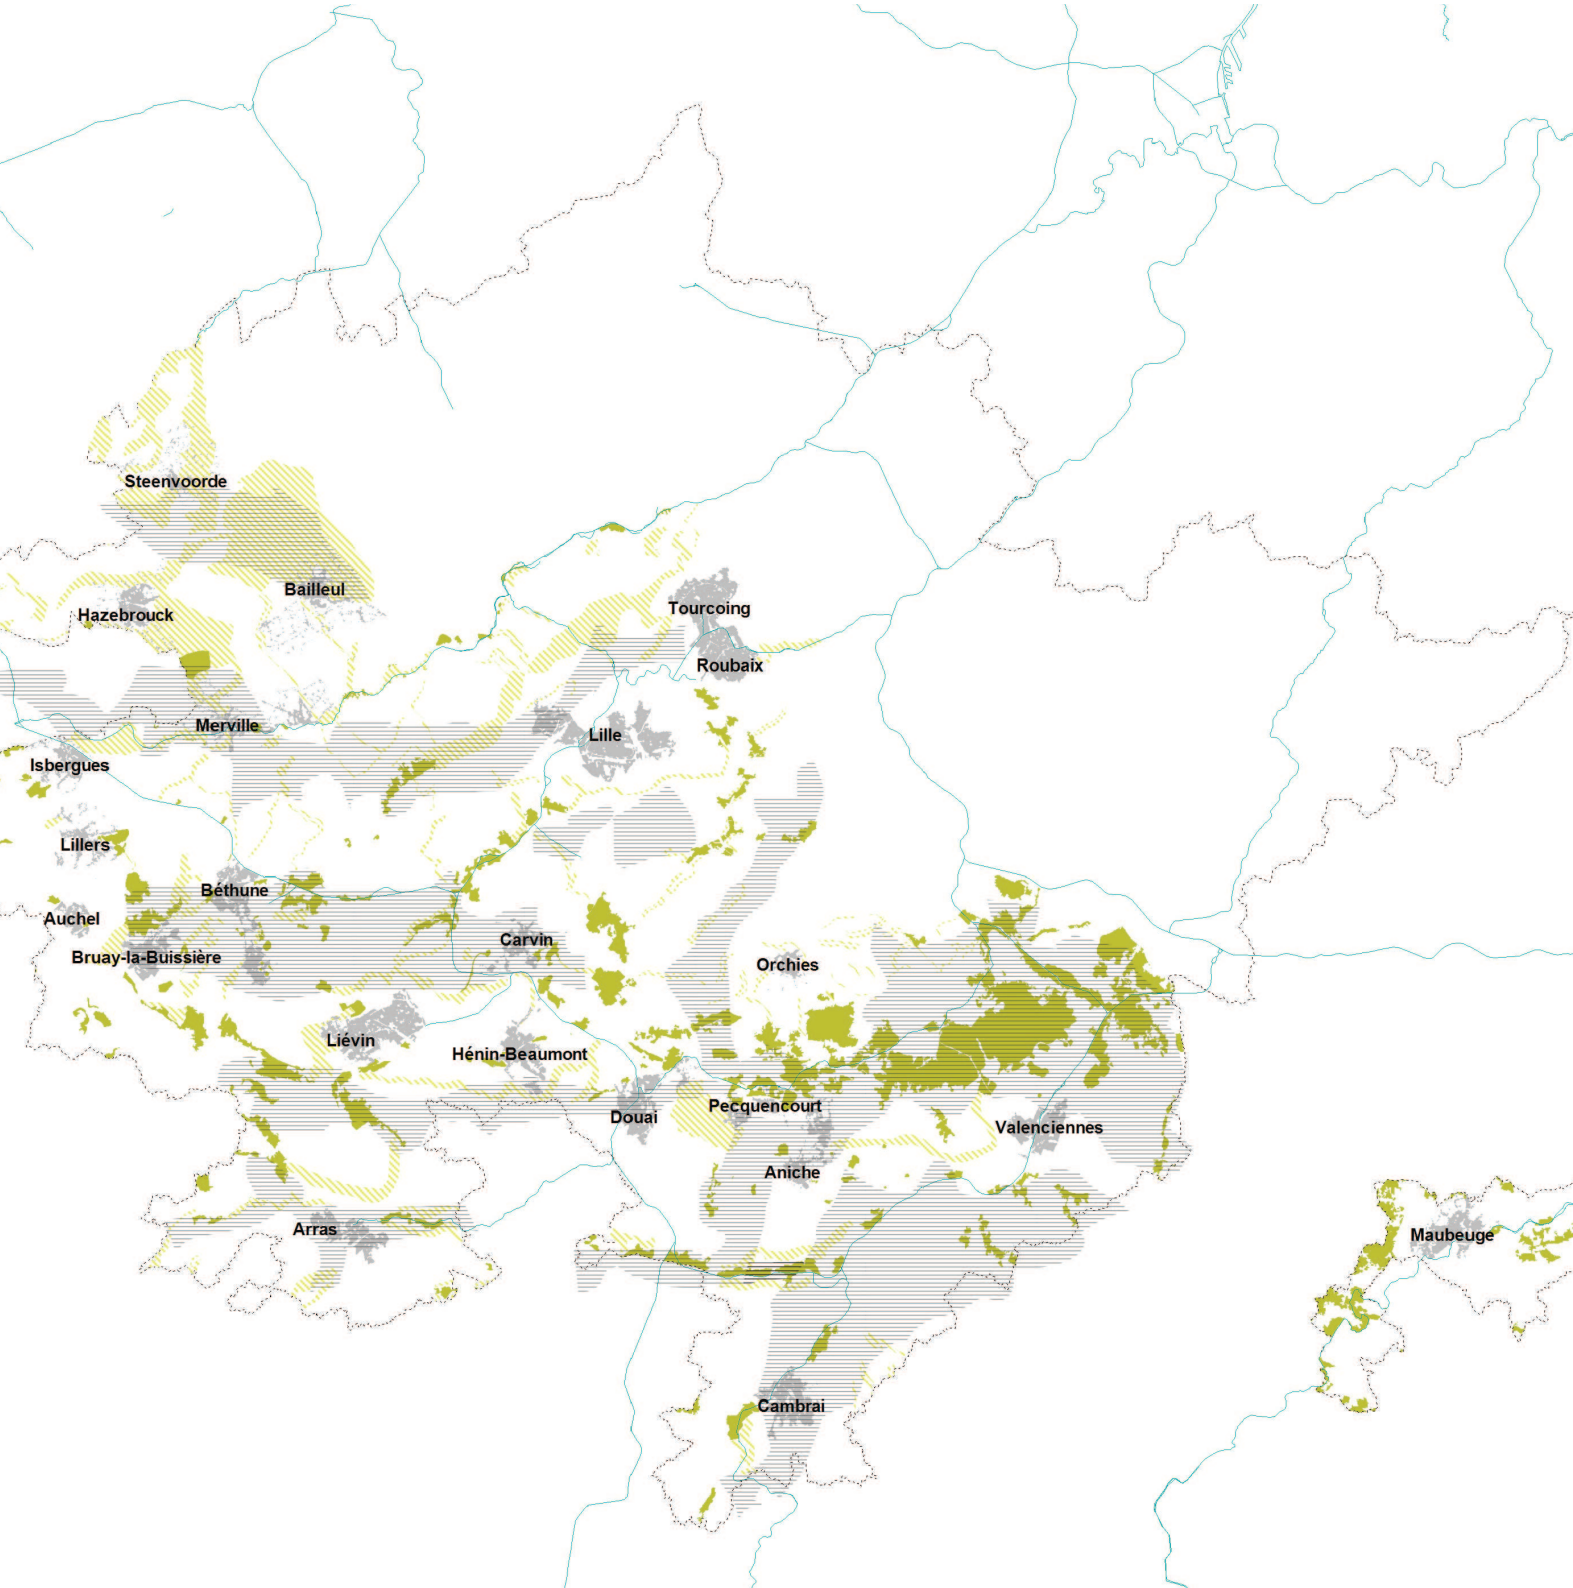 Steenvoorde
Bailleul
Hazebrouck
Tourcoing
Roubaix
Merville
Lille
Isbergues
Lillers
Béthune
Auchel
Carvin
Bruay-la-Buissière
Orchies
Liévin
Hénin-Beaumont
Pecquencourt
Douai
Valenciennes
Aniche
Arras
Maubeuge
Cambrai